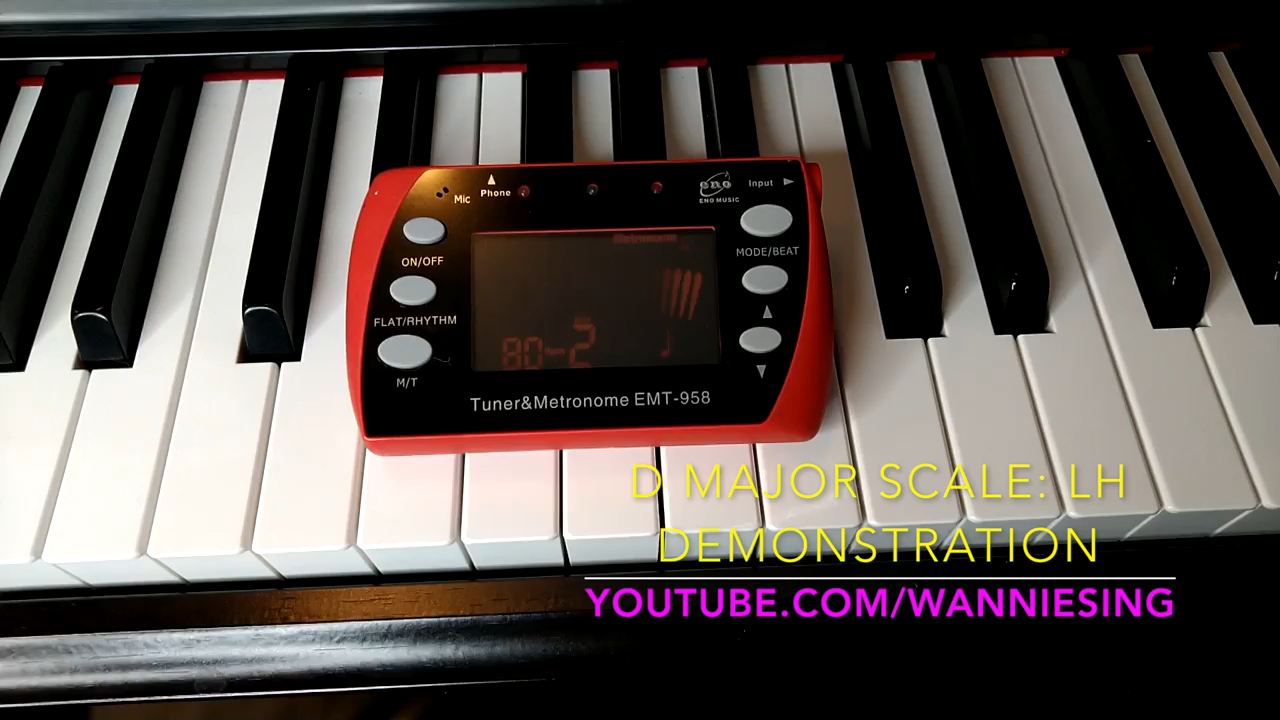 Phone
Mic
eno
ENO MUSIC
Input
ON/OFF
MODE/BEAT
Metronome
FLAT/RHYTHM
80
2
M/T
Tuner&Metronome EMT-958
D MAJOR SCALE: LH
DEMONSTRATION
YOUTUBE.COM/WANNIESING